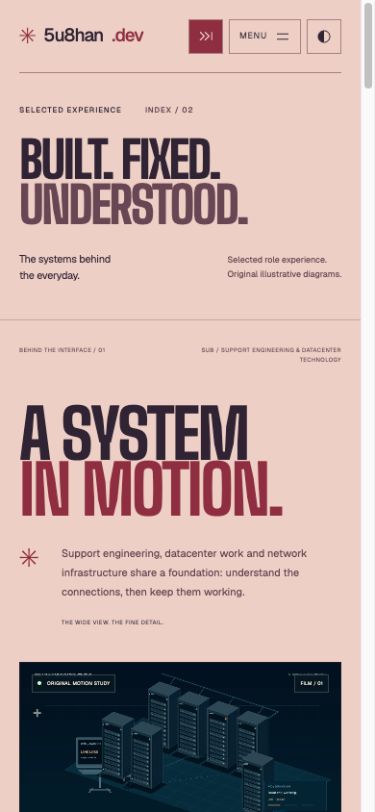 5u8han .dev
MENU
SELECTED EXPERIENCE INDEX / 02
BUILT. FIXED.
UNDERSTOOD.
The systems behind
the everyday.
Selected role experience.
Original illustrative diagrams.
BEHIND THE INTERFACE / 01
SUB / SUPPORT ENGINEERING & DATACENTER
TECHNOLOGY
A SYSTEM
IN MOTION.
Support engineering, datacenter work and network
infrastructure share a foundation: understand the
connections, then keep them working.
THE WIDE VIEW. THE FINE DETAIL.
ORIGINAL MOTION STUDY
FILM / 01